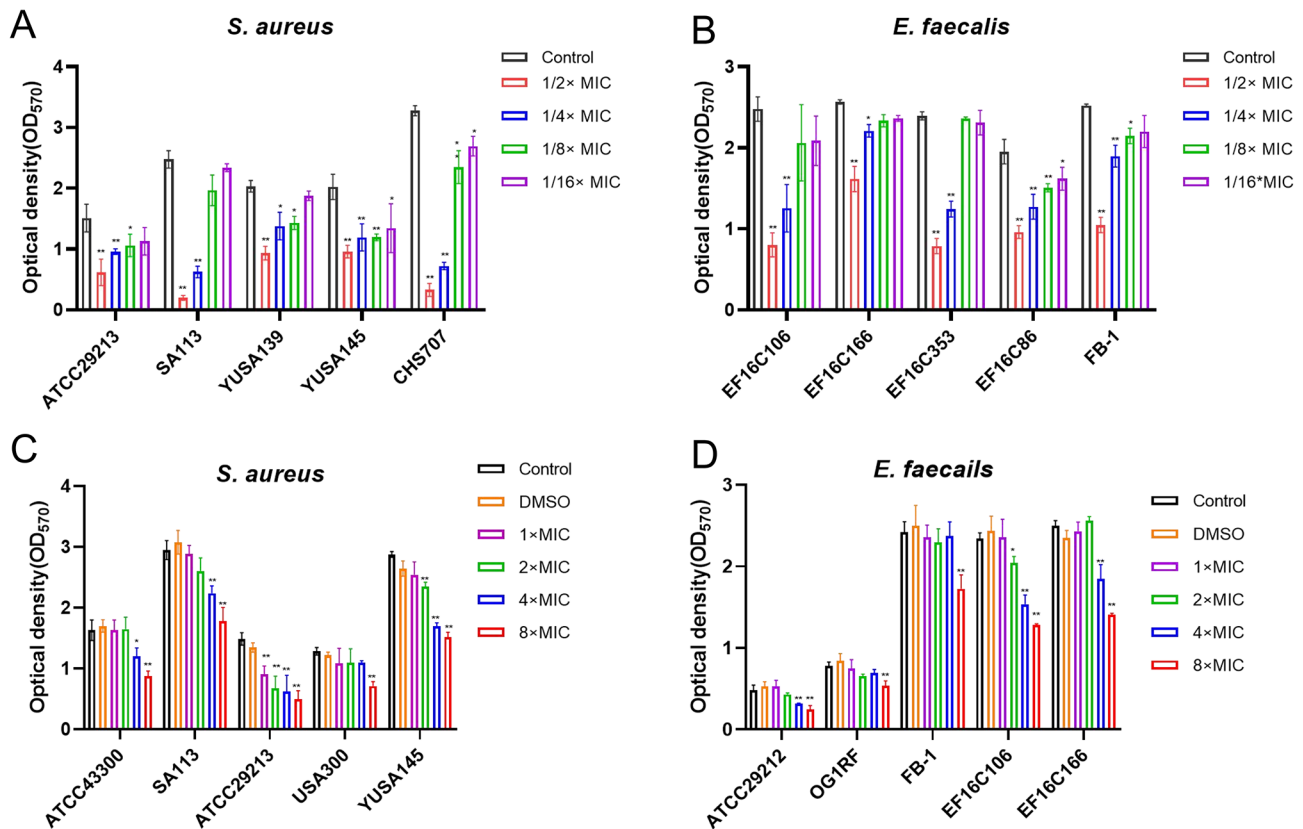 A
S. aureus
Optical density(OD570)
4
3
2
1
0
** ** *
** **
** * *
** ** ** *
** ** * * *
ATCC29213
SA113
YUSA139
YUSA145
CHS707
Control
1/2× MIC
1/4× MIC
1/8× MIC
1/16× MIC
B
E. faecalis
Optical density(OD570)
3
2
1
0
** **
** *
** **
** ** ** *
** ** *
EF16C106
EF16C166
EF16C353
EF16C86
FB-1
Control
1/2× MIC
1/4× MIC
1/8× MIC
1/16*MIC
C
S. aureus
Optical density(OD570)
4
3
2
1
0
* **
** **
** ** ** **
**
** ** **
ATCC43300
SA113
ATCC29213
USA300
YUSA145
Control
DMSO
1×MIC
2×MIC
4×MIC
8×MIC
D
E. faecails
Optical density(OD570)
3
2
1
0
** **
**
**
* ** **
** **
ATCC29212
OG1RF
FB-1
EF16C106
EF16C166
Control
DMSO
1×MIC
2×MIC
4×MIC
8×MIC